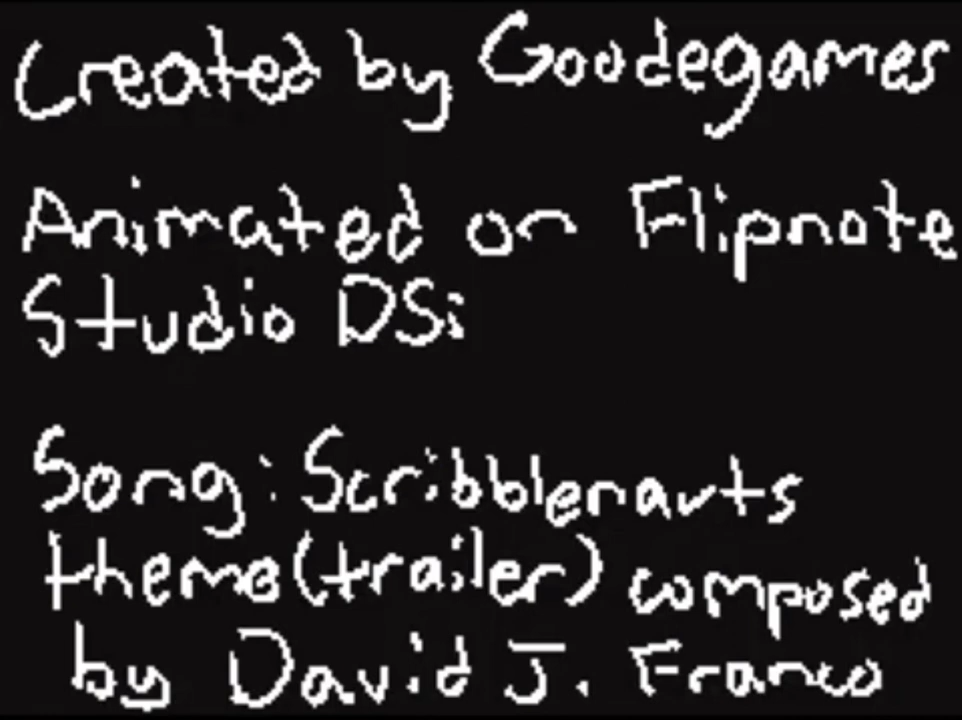 Created by Goodegames
Animated on Flipnote
Studio DSi
Song: Scribblenauts
theme (trailer) composed
by David J. Franco